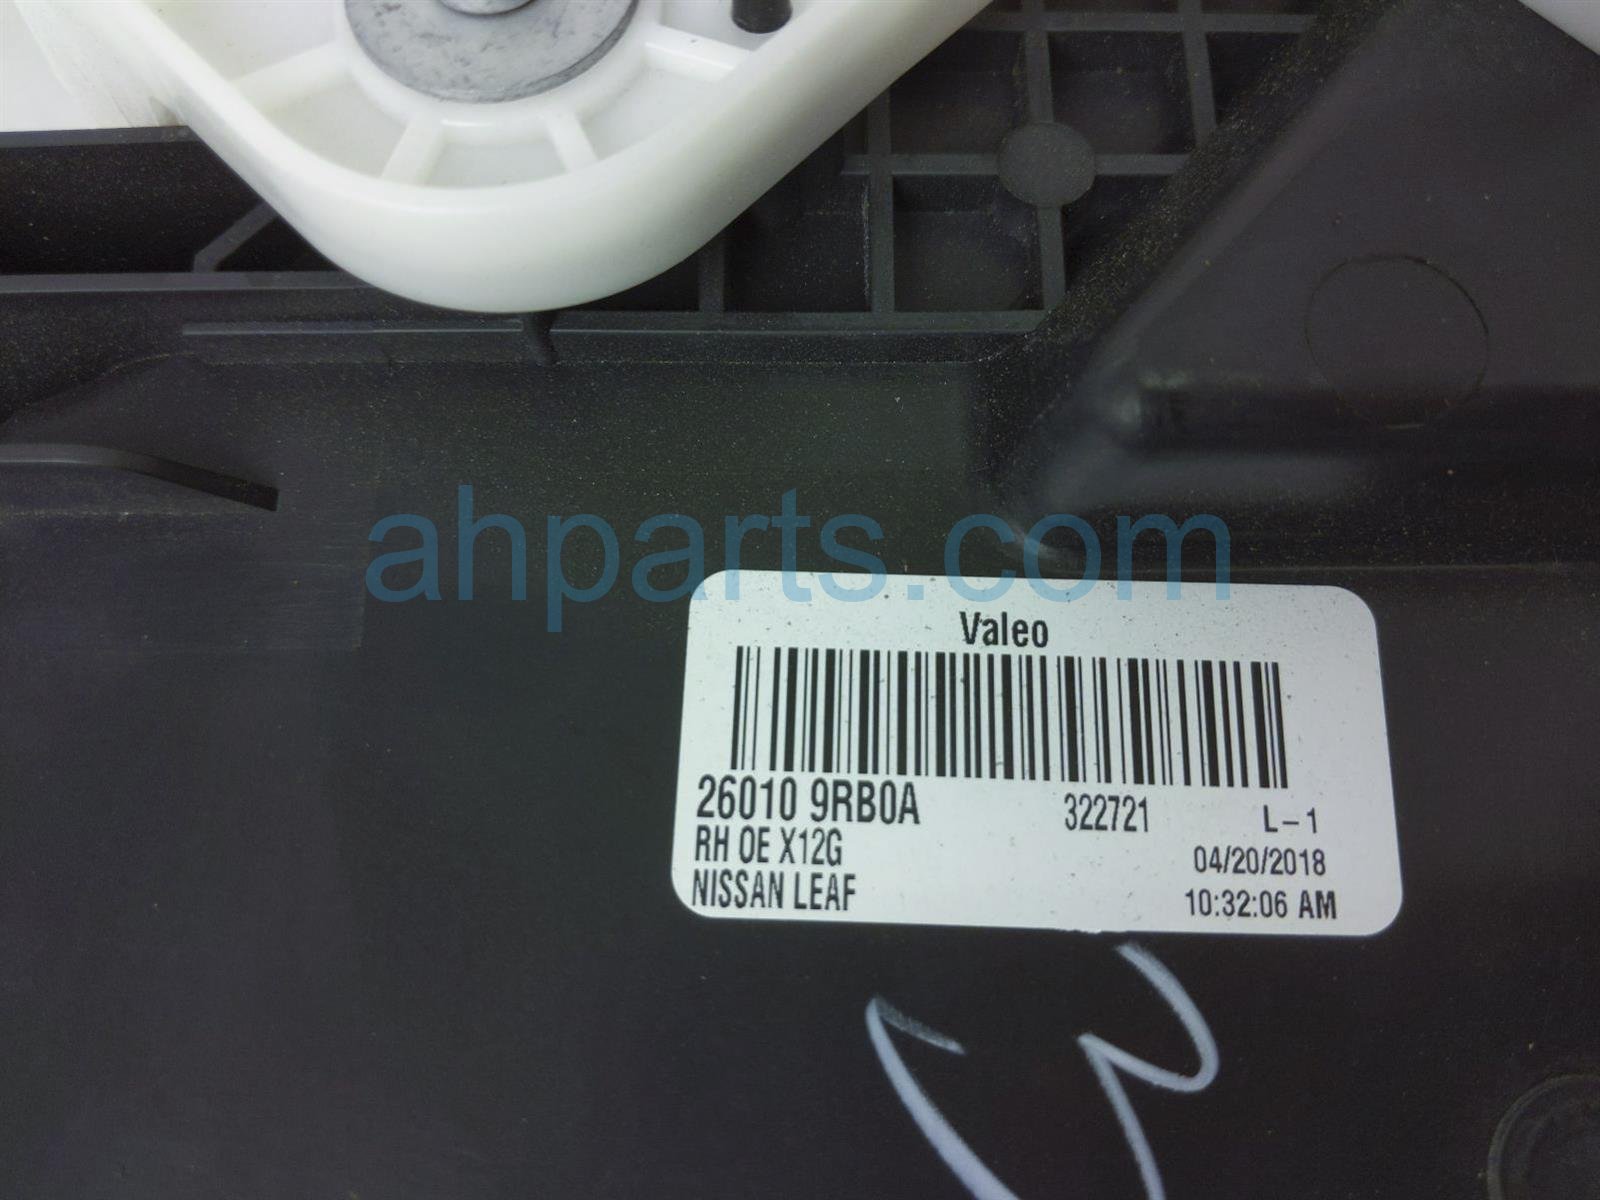 ahparts.com
Valeo
26010 9RB0A 322721 L-1
RH OE X12G 04/20/2018
NISSAN LEAF 10:32:06 AM